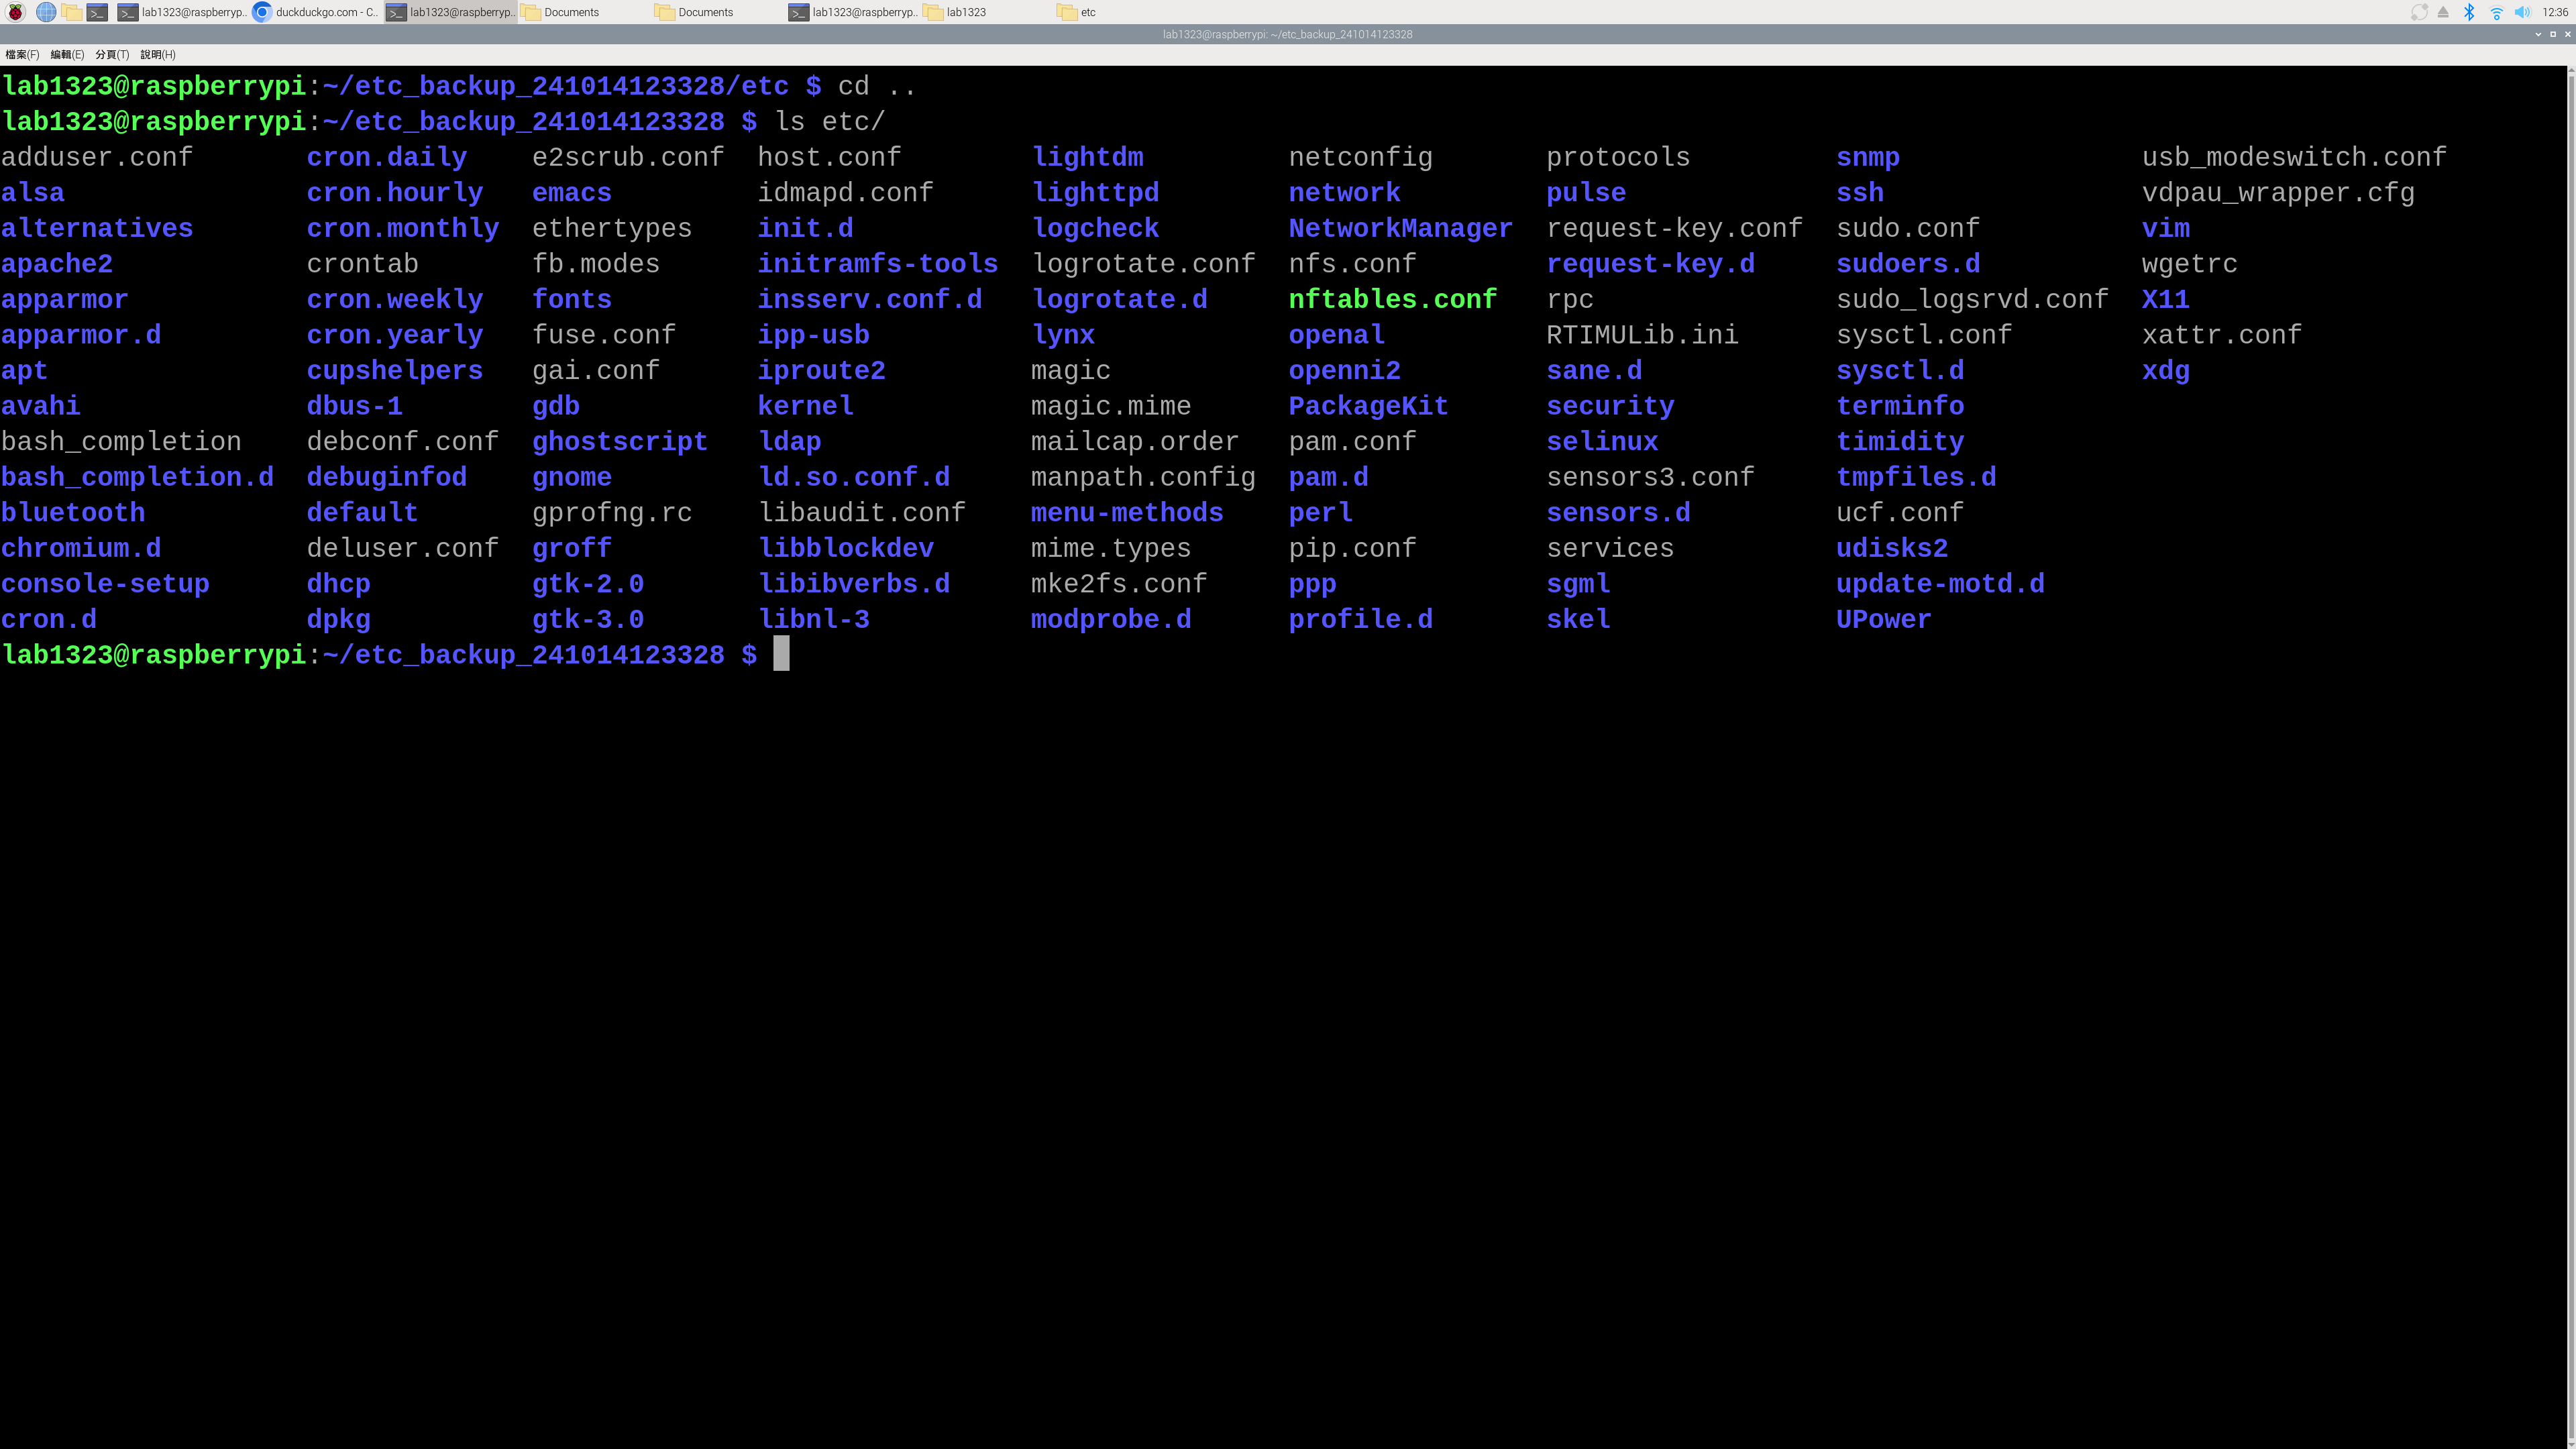 lab1323@raspberryp.. duckduckgo.com - C.. lab1323@raspberryp.. Documents Documents lab1323@raspberryp.. lab1323 etc 12:36
lab1323@raspberrypi: ~/etc_backup_241014123328
檔案(F) 編輯(E) 分頁(T) 說明(H)
lab1323@raspberrypi:~/etc_backup_241014123328/etc $ cd ..
lab1323@raspberrypi:~/etc_backup_241014123328 $ ls etc/
adduser.conf cron.daily e2scrub.conf host.conf lightdm netconfig protocols snmp usb_modeswitch.conf
alsa cron.hourly emacs idmapd.conf lighttpd network pulse ssh vdpau_wrapper.cfg
alternatives cron.monthly ethertypes init.d logcheck NetworkManager request-key.conf sudo.conf vim
apache2 crontab fb.modes initramfs-tools logrotate.conf nfs.conf request-key.d sudoers.d wgetrc
apparmor cron.weekly fonts insserv.conf.d logrotate.d nftables.conf rpc sudo_logsrvd.conf X11
apparmor.d cron.yearly fuse.conf ipp-usb lynx openal RTIMULib.ini sysctl.conf xattr.conf
apt cupshelpers gai.conf iproute2 magic openni2 sane.d sysctl.d xdg
avahi dbus-1 gdb kernel magic.mime PackageKit security terminfo
bash_completion debconf.conf ghostscript ldap mailcap.order pam.conf selinux timidity
bash_completion.d debuginfod gnome ld.so.conf.d manpath.config pam.d sensors3.conf tmpfiles.d
bluetooth default gprofng.rc libaudit.conf menu-methods perl sensors.d ucf.conf
chromium.d deluser.conf groff libblockdev mime.types pip.conf services udisks2
console-setup dhcp gtk-2.0 libibverbs.d mke2fs.conf ppp sgml update-motd.d
cron.d dpkg gtk-3.0 libnl-3 modprobe.d profile.d skel UPower
lab1323@raspberrypi:~/etc_backup_241014123328 $